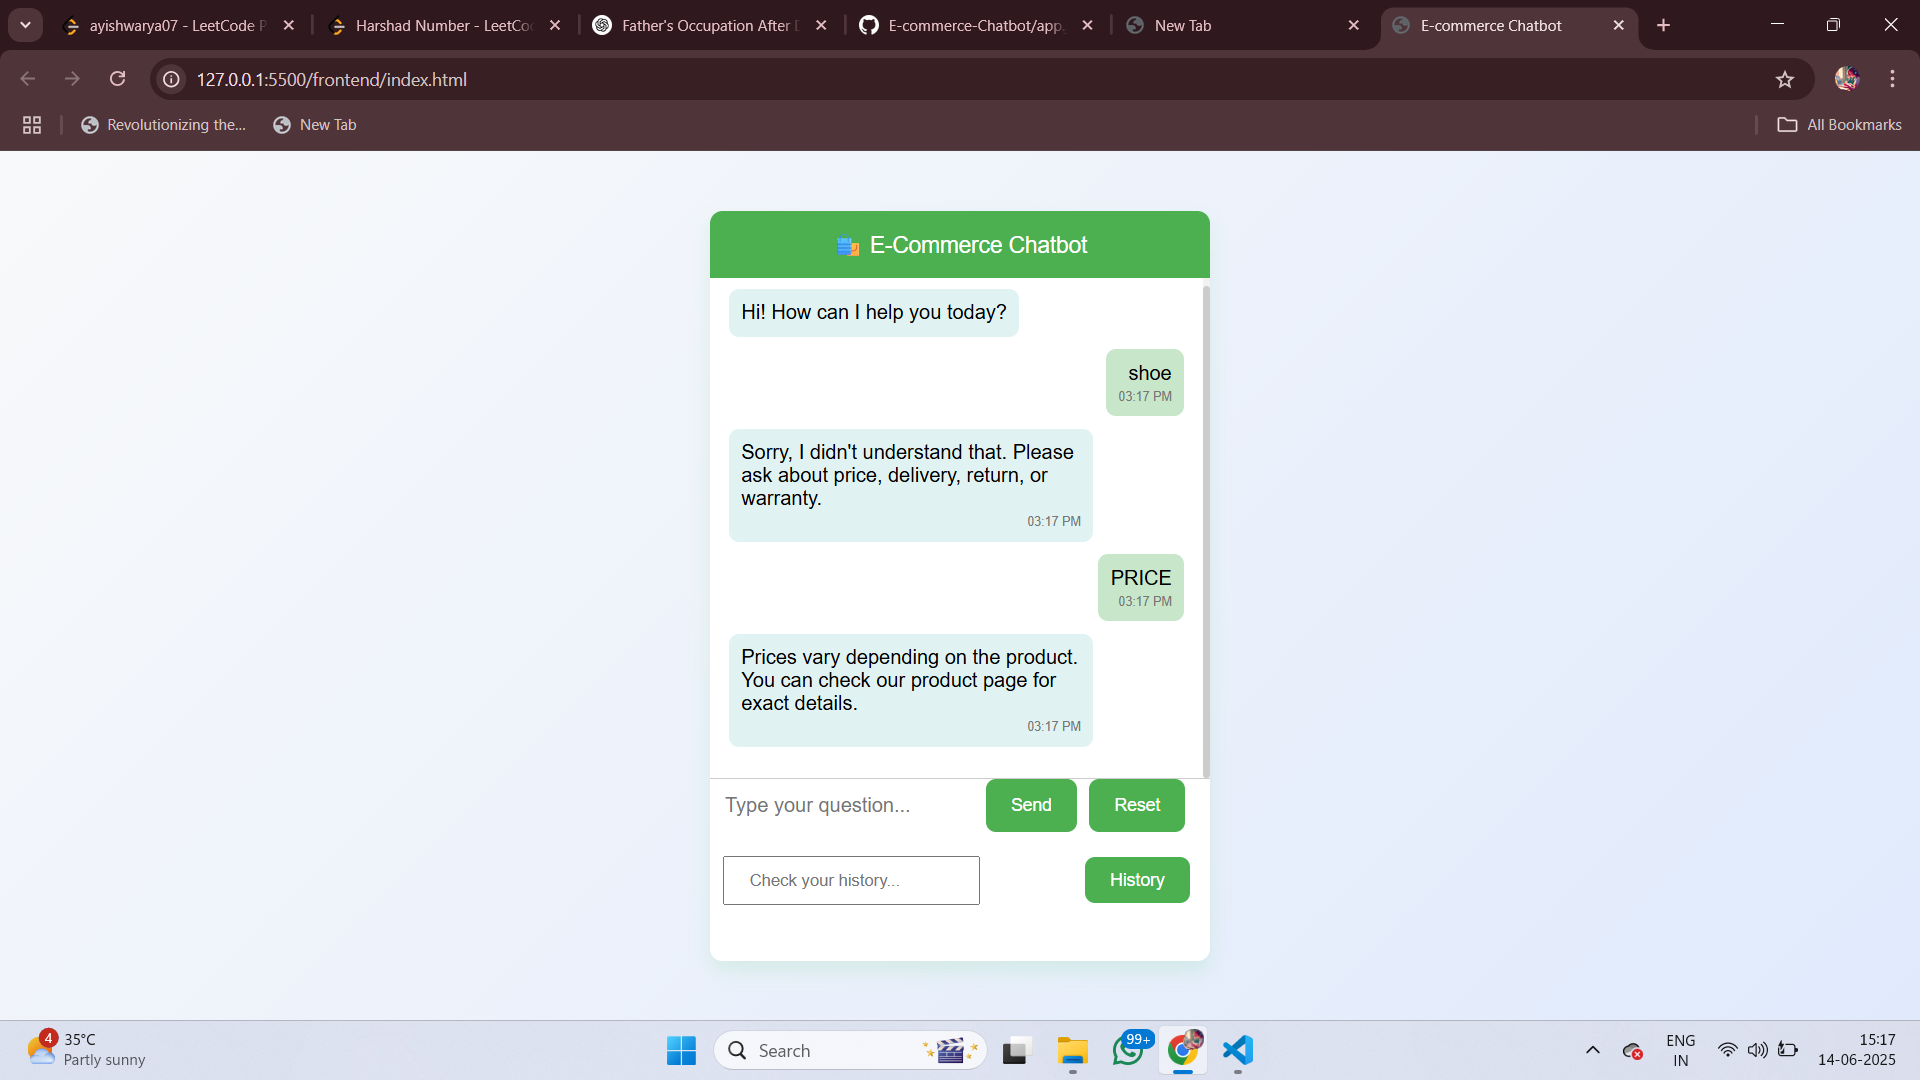 ayishwarya07 - LeetCode P
Harshad Number - LeetCo
Father's Occupation After
E-commerce-Chatbot/app
New Tab
E-commerce Chatbot
127.0.0.1:5500/frontend/index.html
Revolutionizing the...
New Tab
All Bookmarks
E-Commerce Chatbot
Hi! How can I help you today?
shoe
03:17 PM
Sorry, I didn't understand that. Please
ask about price, delivery, return, or
warranty.
03:17 PM
PRICE
03:17 PM
Prices vary depending on the product.
You can check our product page for
exact details.
03:17 PM
Type your question...
Send
Reset
Check your history...
History
4
35°C
Partly sunny
Search
99+
ENG
IN
15:17
14-06-2025